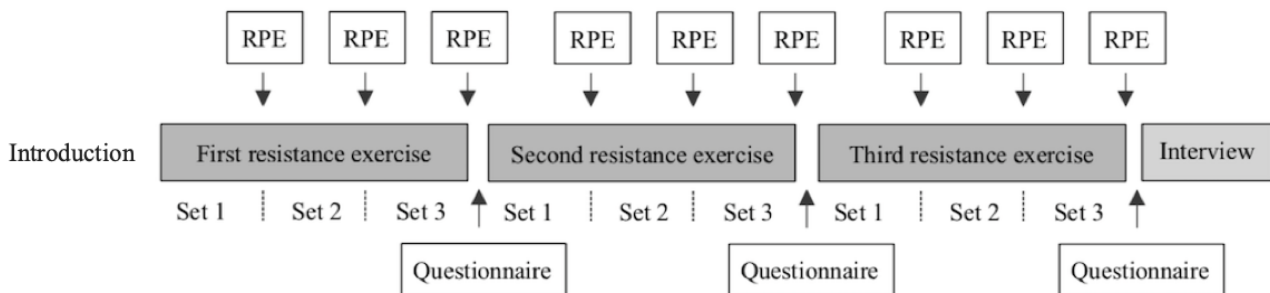 RPE RPE RPE RPE RPE RPE RPE RPE RPE
Introduction First resistance exercise Second resistance exercise Third resistance exercise Interview
Set 1 Set 2 Set 3 Set 1 Set 2 Set 3 Set 1 Set 2 Set 3
Questionnaire Questionnaire Questionnaire